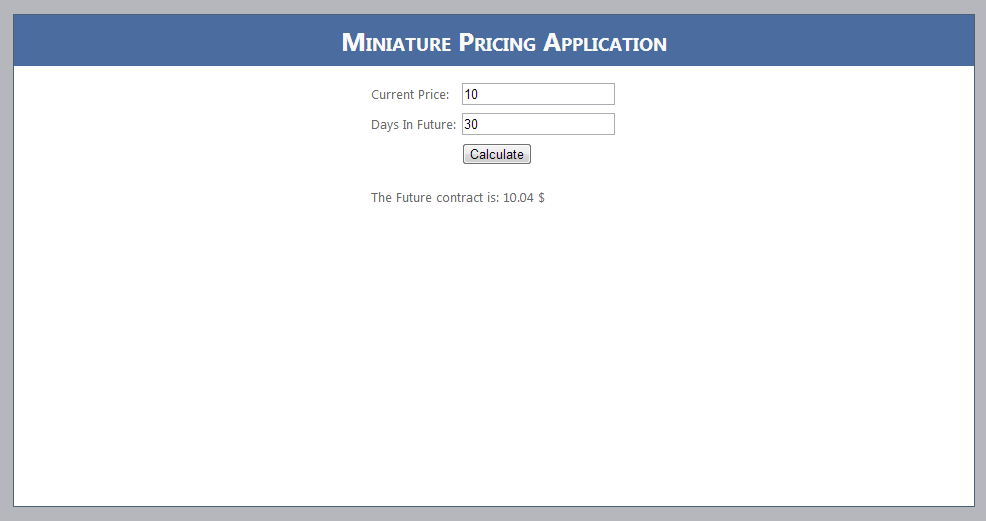 Miniature Pricing Application
Current Price: 10
Days In Future: 30
Calculate
The Future contract is: 10.04 $